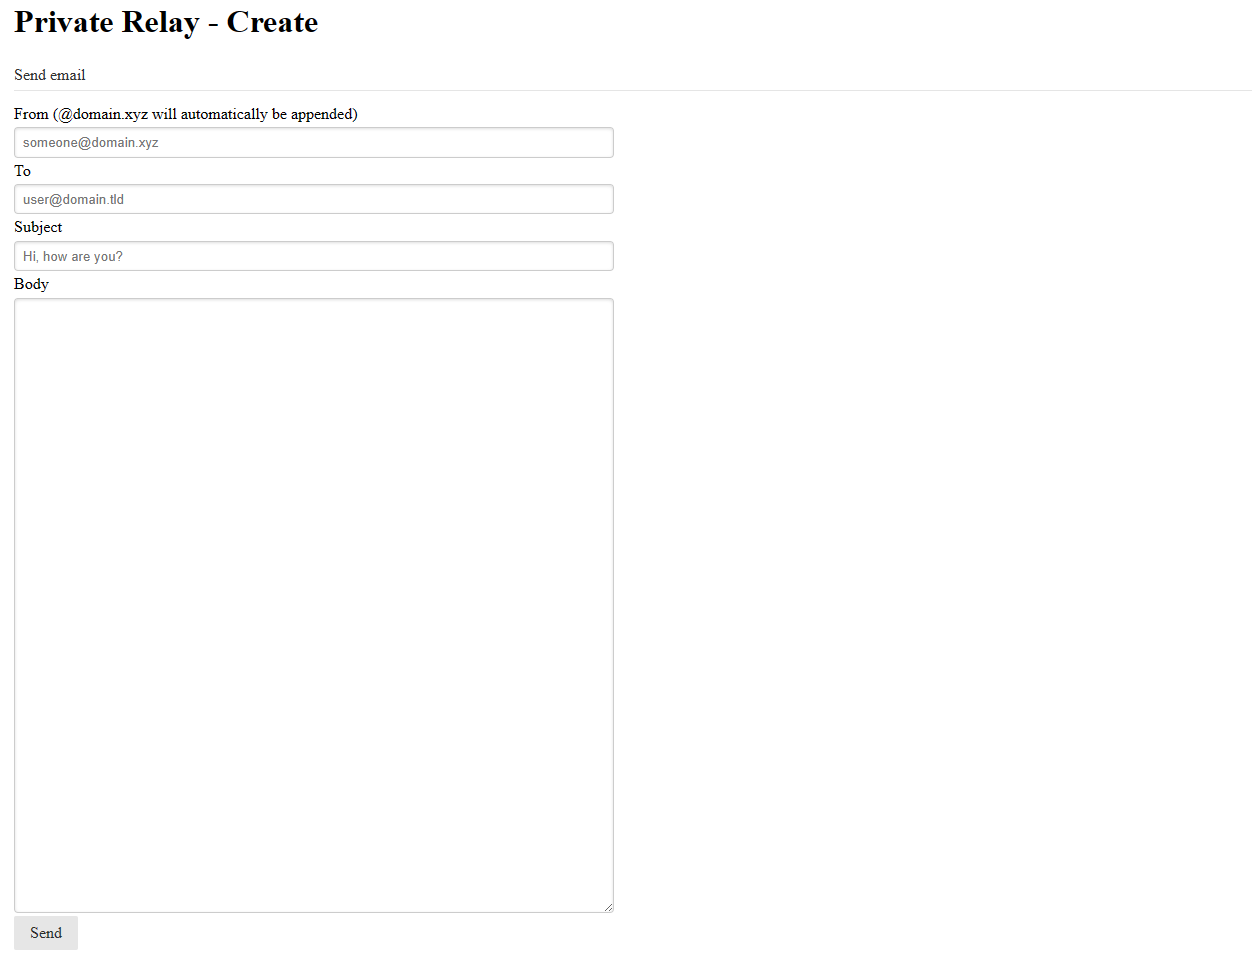 Private Relay - Create
Send email
From (@domain.xyz will automatically be appended)
someone@domain.xyz
To
user@domain.tld
Subject
Hi, how are you?
Body
Send